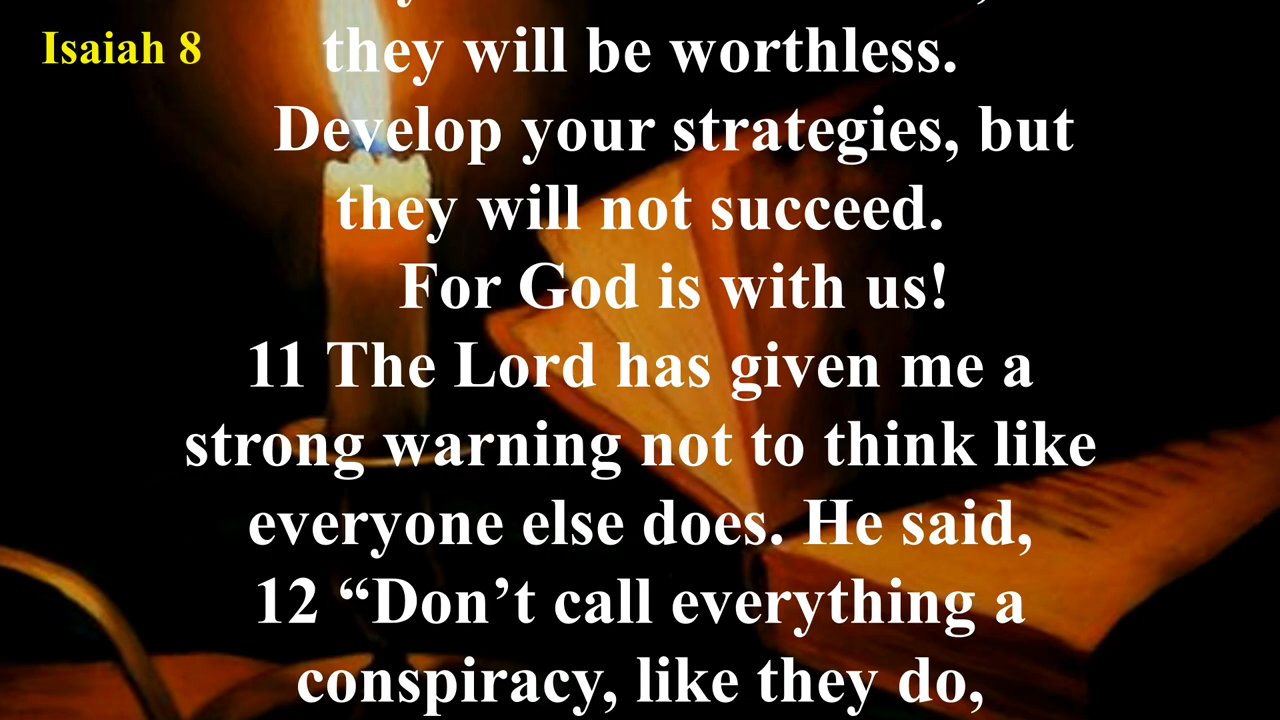 Isaiah 8
they will be worthless.
Develop your strategies, but
they will not succeed.
For God is with us!
11 The Lord has given me a
strong warning not to think like
everyone else does. He said,
12 “Don’t call everything a
conspiracy, like they do,